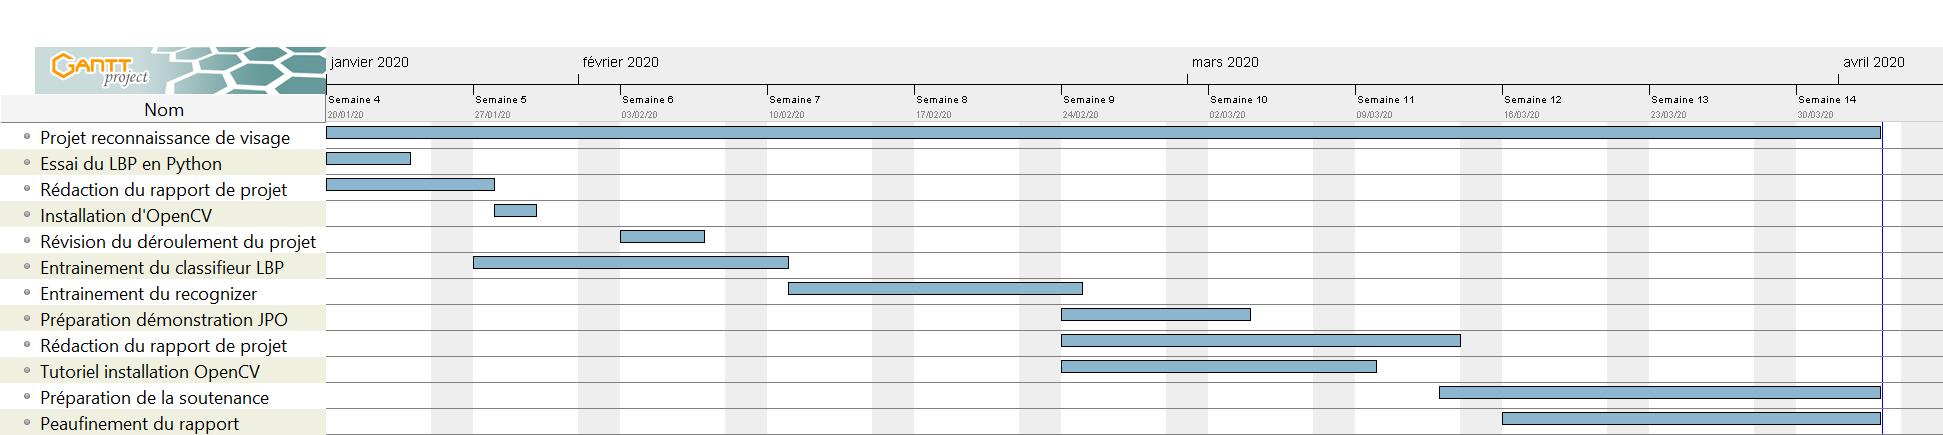 GANTT
project
janvier 2020 février 2020 mars 2020 avril 2020
Semaine 4 Semaine 5 Semaine 6 Semaine 7 Semaine 8 Semaine 9 Semaine 10 Semaine 11 Semaine 12 Semaine 13 Semaine 14
Nom
20/01/20 27/01/20 03/02/20 10/02/20 17/02/20 24/02/20 02/03/20 09/03/20 16/03/20 23/03/20 30/03/20
Projet reconnaissance de visage
Essai du LBP en Python
Rédaction du rapport de projet
Installation d'OpenCV
Révision du déroulement du projet
Entrainement du classifieur LBP
Entrainement du recognizer
Préparation démonstration JPO
Rédaction du rapport de projet
Tutoriel installation OpenCV
Préparation de la soutenance
Peaufinement du rapport